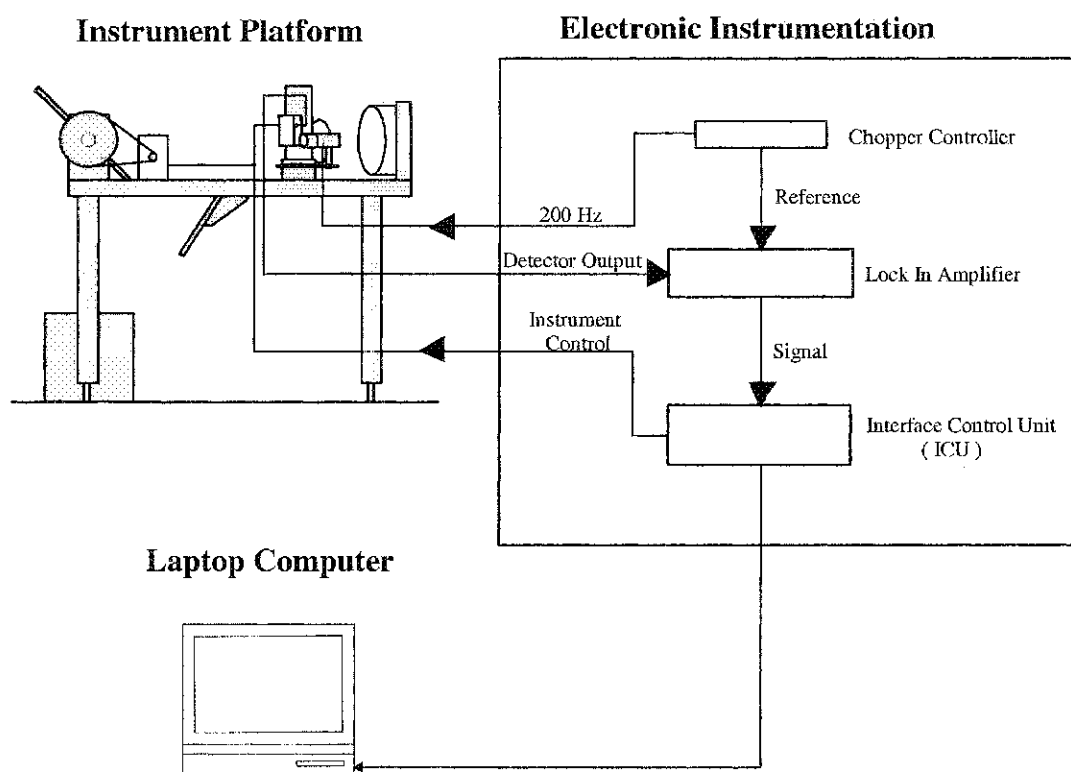 Instrument Platform
Electronic Instrumentation
Chopper Controller
Reference
200 Hz
Detector Output
Lock In Amplifier
Instrument
Control
Signal
Interface Control Unit
( ICU )
Laptop Computer